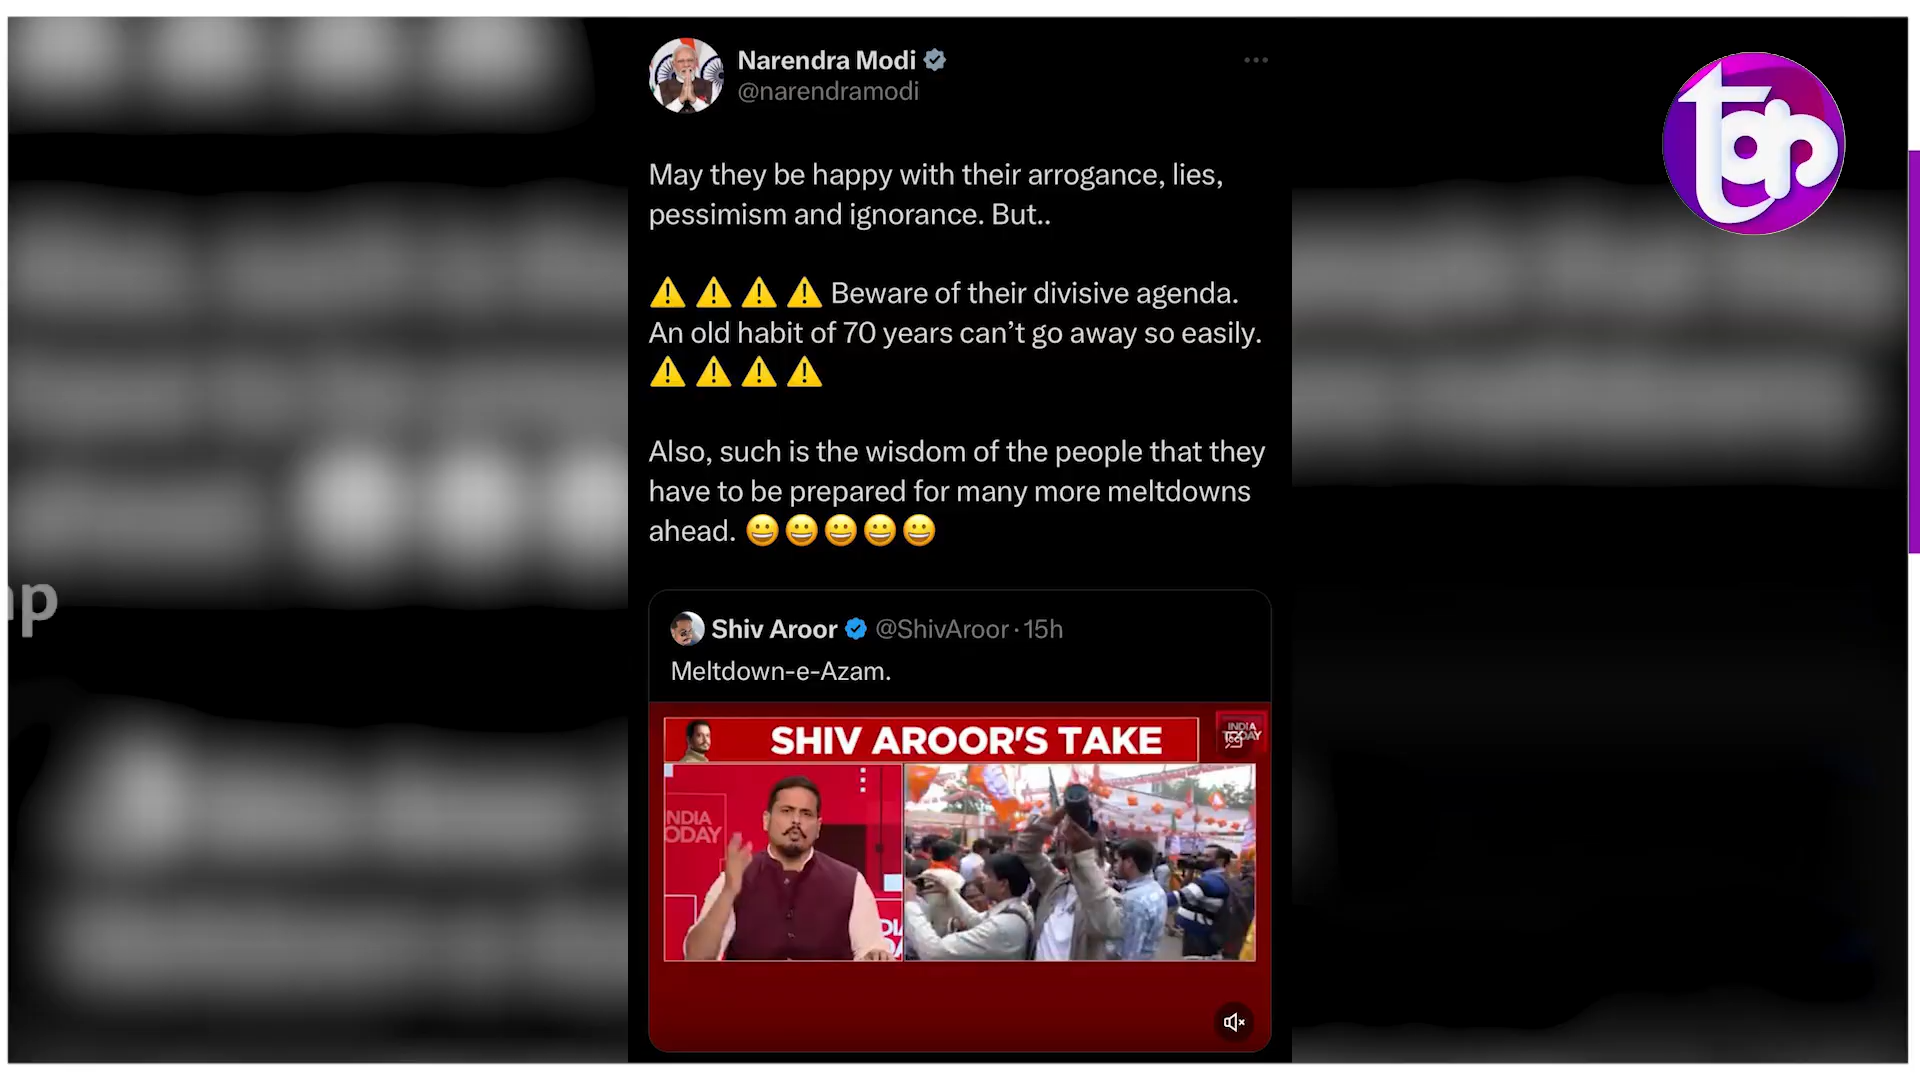 Narendra Modi
@narendramodi
May they be happy with their arrogance, lies,
pessimism and ignorance. But..
⚠️ ⚠️ ⚠️ ⚠️ Beware of their divisive agenda.
An old habit of 70 years can’t go away so easily.
⚠️ ⚠️ ⚠️ ⚠️
Also, such is the wisdom of the people that they
have to be prepared for many more meltdowns
ahead. 😀 😀 😀 😀 😀
Shiv Aroor @ShivAroor · 15h
Meltdown-e-Azam.
SHIV AROOR'S TAKE
INDIA
TODAY
top